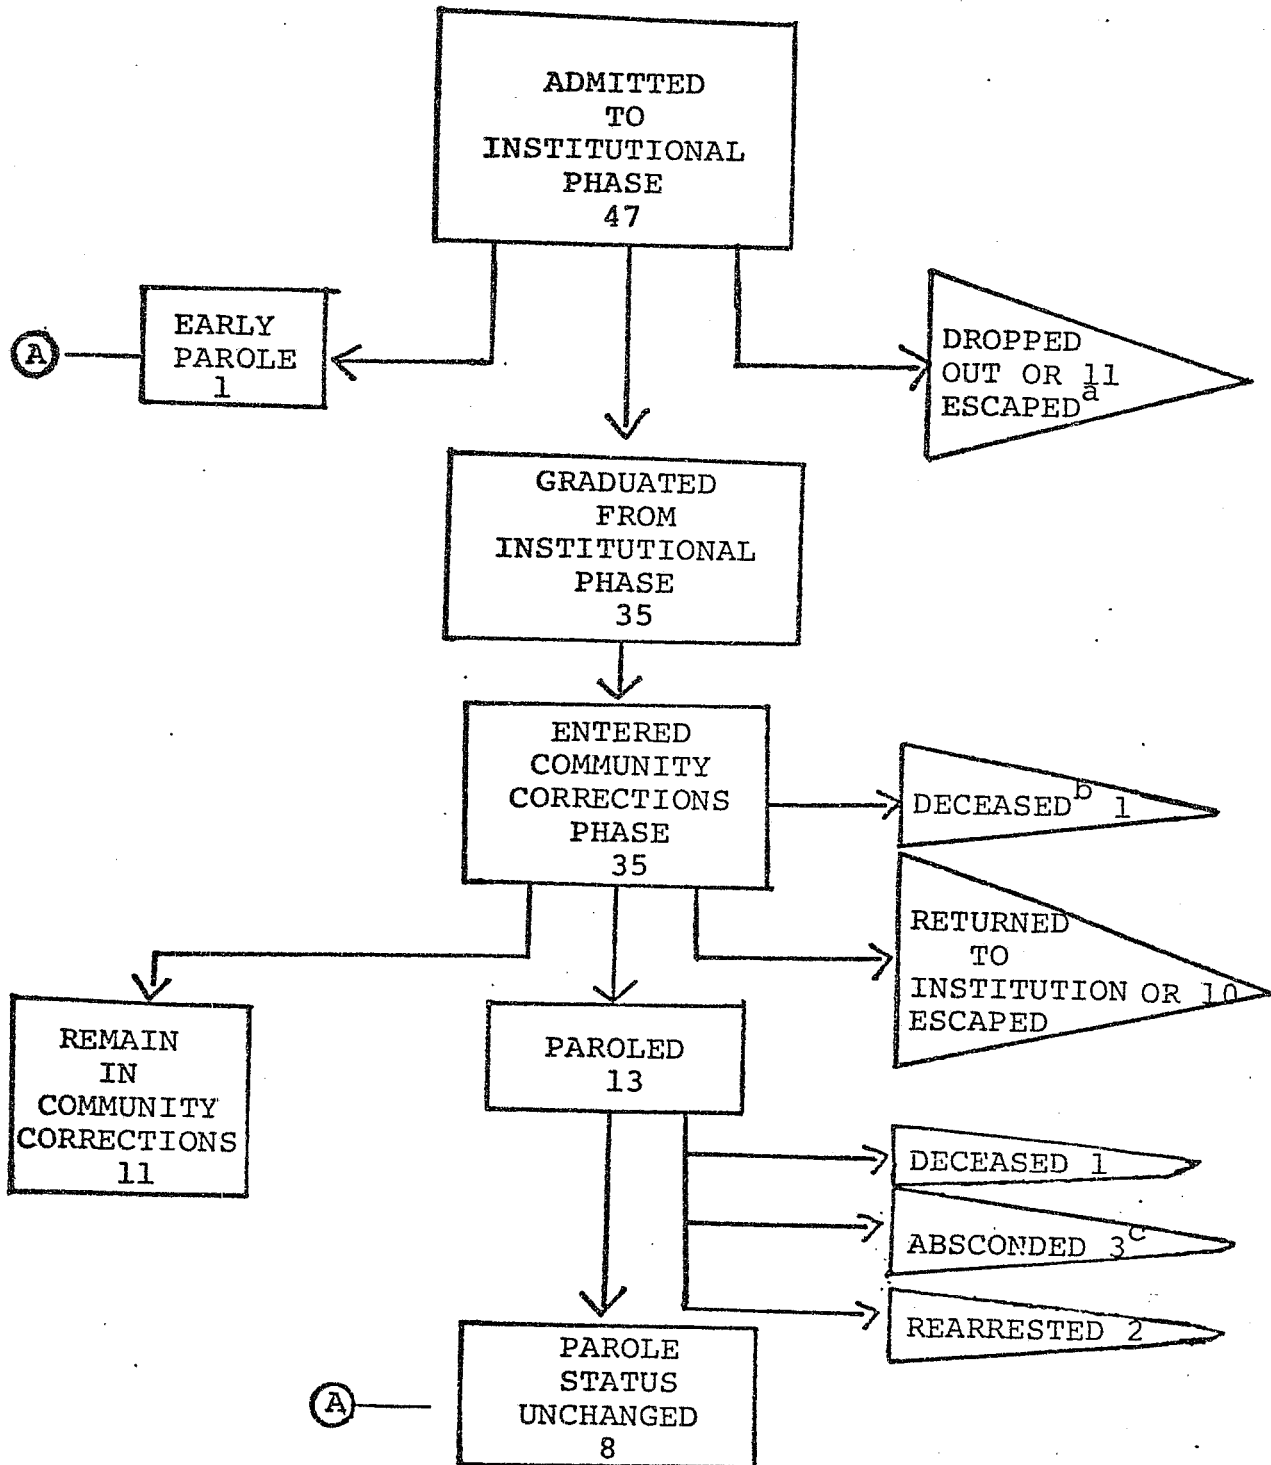 ADMITTED
TO
INSTITUTIONAL
PHASE
47
A
EARLY
PAROLE
1
DROPPED
OUT OR 11
ESCAPED a
GRADUATED
FROM
INSTITUTIONAL
PHASE
35
ENTERED
COMMUNITY
CORRECTIONS
PHASE
35
DECEASED b 1
RETURNED
TO
INSTITUTION OR 10
ESCAPED
REMAIN
IN
COMMUNITY
CORRECTIONS
11
PAROLED
13
DECEASED 1
ABSCONDED 3 c
REARRESTED 2
A
PAROLE
STATUS
UNCHANGED
8